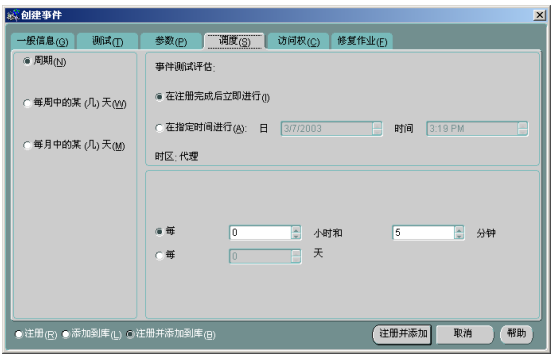 创建事件
一般信息(O) 测试(T) 参数(P) 调度(S) 访问权(C) 修复作业(F)
周期(N)
每周中的某 (几) 天(W)
每月中的某 (几) 天(M)
事件测试评估:
在注册完成后立即进行(I)
在指定时间进行(A): 日 3/7/2003 时间 3:19 PM
时区: 代理
每 0 小时和 5 分钟
每 0 天
注册(R) 添加到库(L) 注册并添加到库(B)
注册并添加 取消 帮助